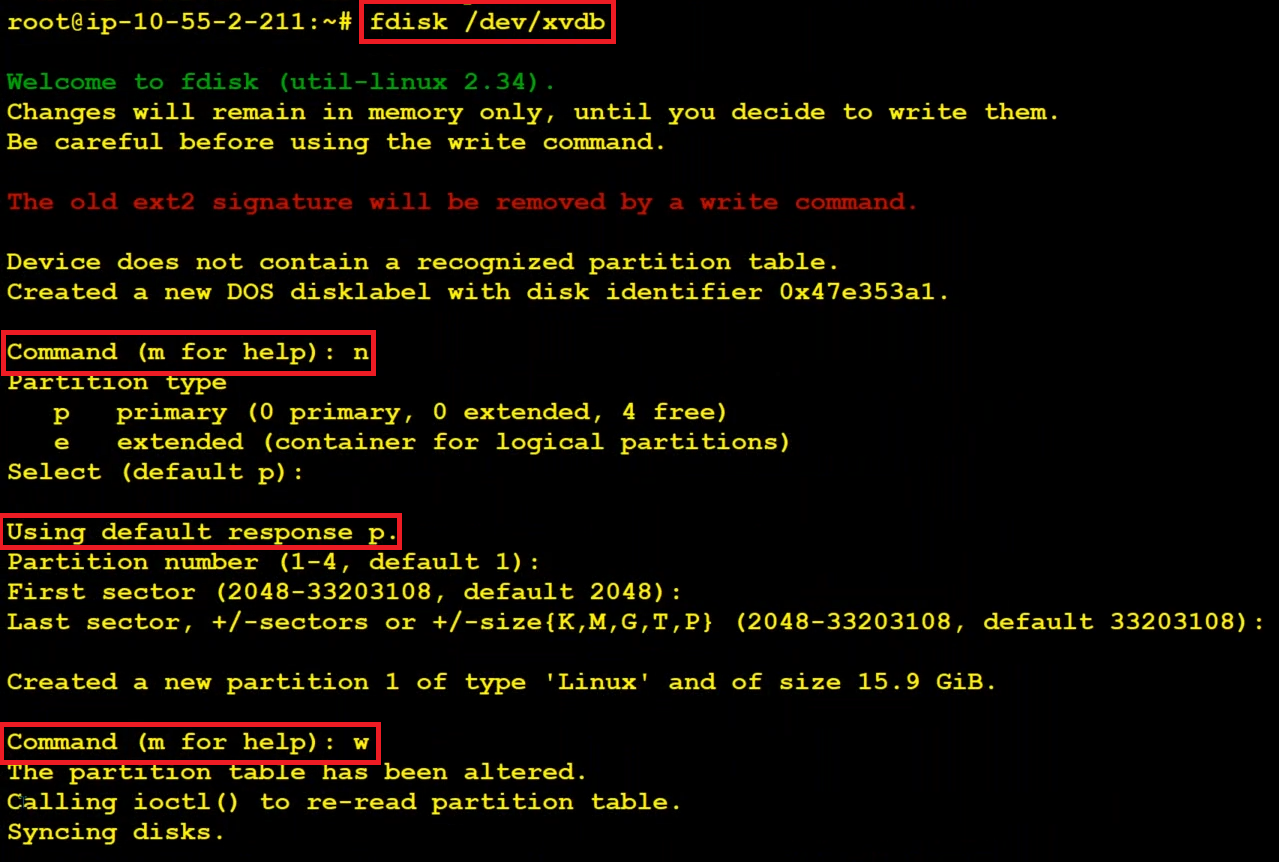 root@ip-10-55-2-211:~# fdisk /dev/xvdb
Welcome to fdisk (util-linux 2.34).
Changes will remain in memory only, until you decide to write them.
Be careful before using the write command.
The old ext2 signature will be removed by a write command.
Device does not contain a recognized partition table.
Created a new DOS disklabel with disk identifier 0x47e353a1.
Command (m for help): n
Partition type
   p   primary (0 primary, 0 extended, 4 free)
   e   extended (container for logical partitions)
Select (default p):
Using default response p.
Partition number (1-4, default 1):
First sector (2048-33203108, default 2048):
Last sector, +/-sectors or +/-size{K,M,G,T,P} (2048-33203108, default 33203108):
Created a new partition 1 of type 'Linux' and of size 15.9 GiB.
Command (m for help): w
The partition table has been altered.
Calling ioctl() to re-read partition table.
Syncing disks.